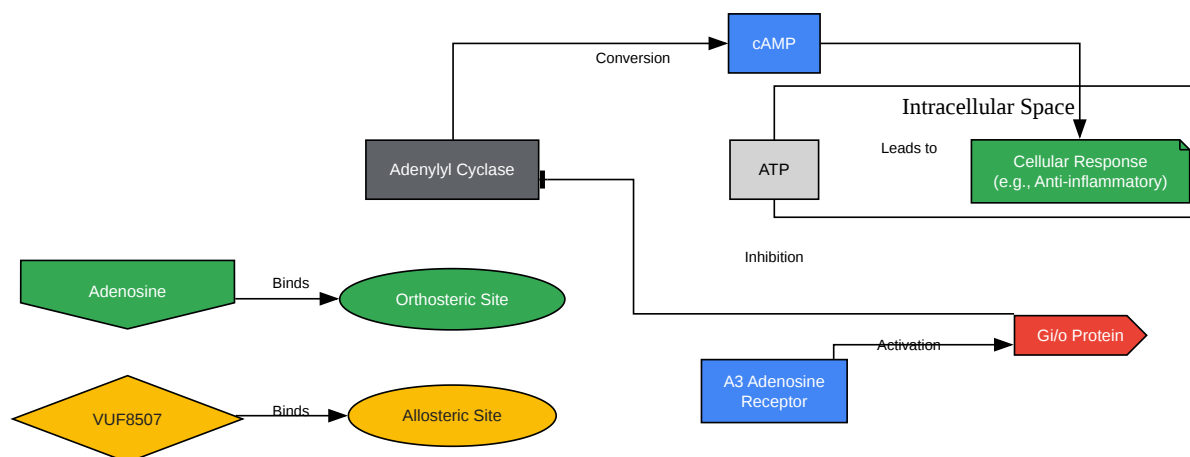 cAMP
Conversion
Intracellular Space
Leads to
Adenylyl Cyclase
ATP
Cellular Response
(e.g., Anti-inflammatory)
Inhibition
Adenosine
Binds
Orthosteric Site
Gi/o Protein
Activation
A3 Adenosine
Receptor
VUF8507
Binds
Allosteric Site